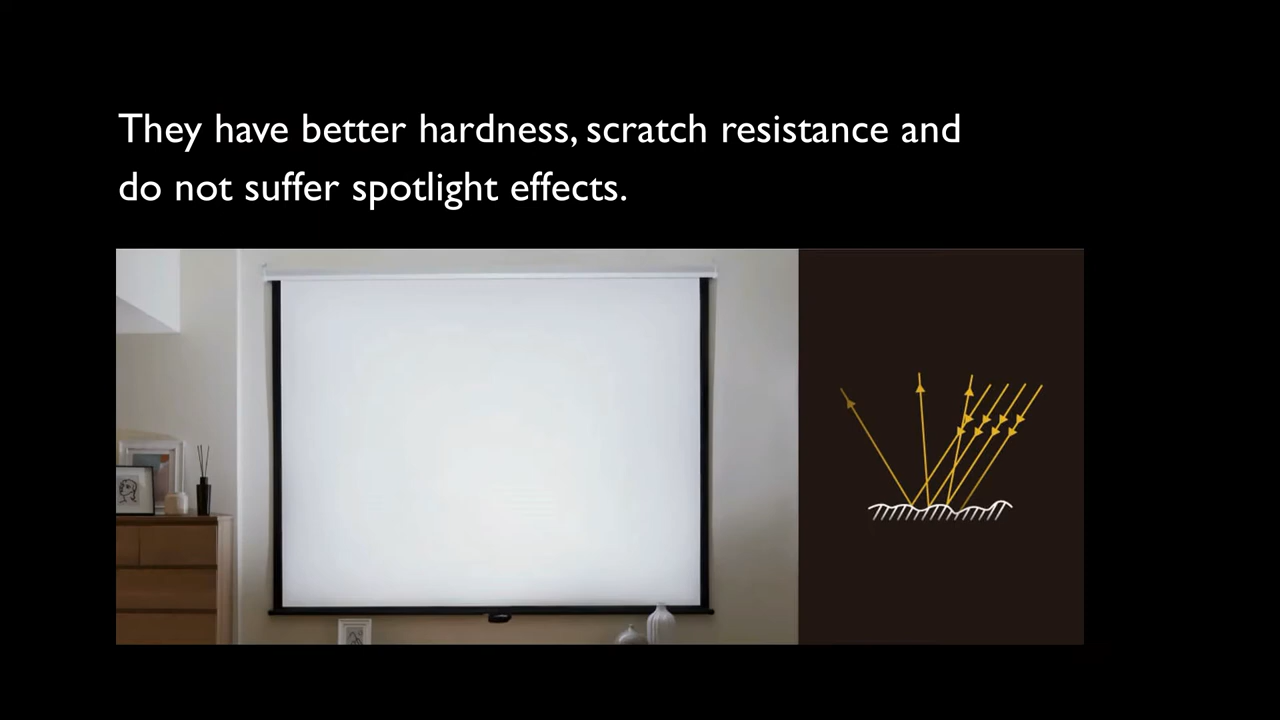 They have better hardness, scratch resistance and
do not suffer spotlight effects.